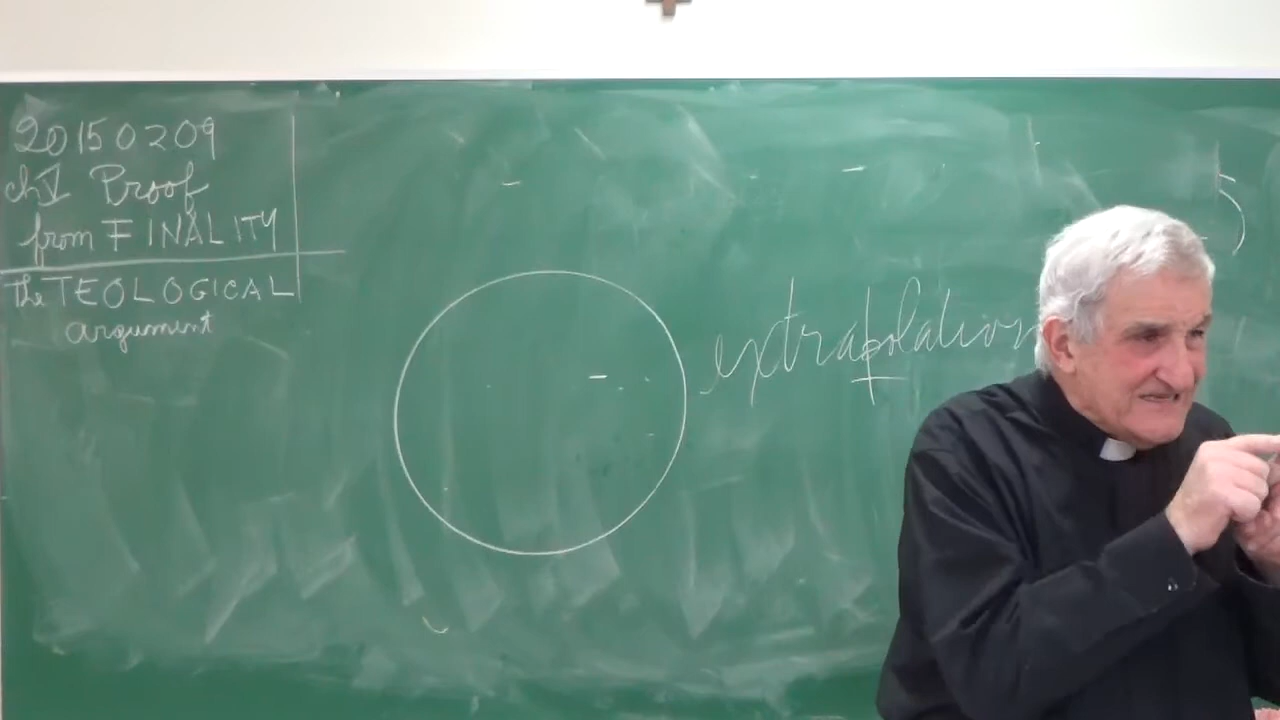 20150209
ch V Proof
from FINALITY
the TEOLOGICAL
argument
extrapolation